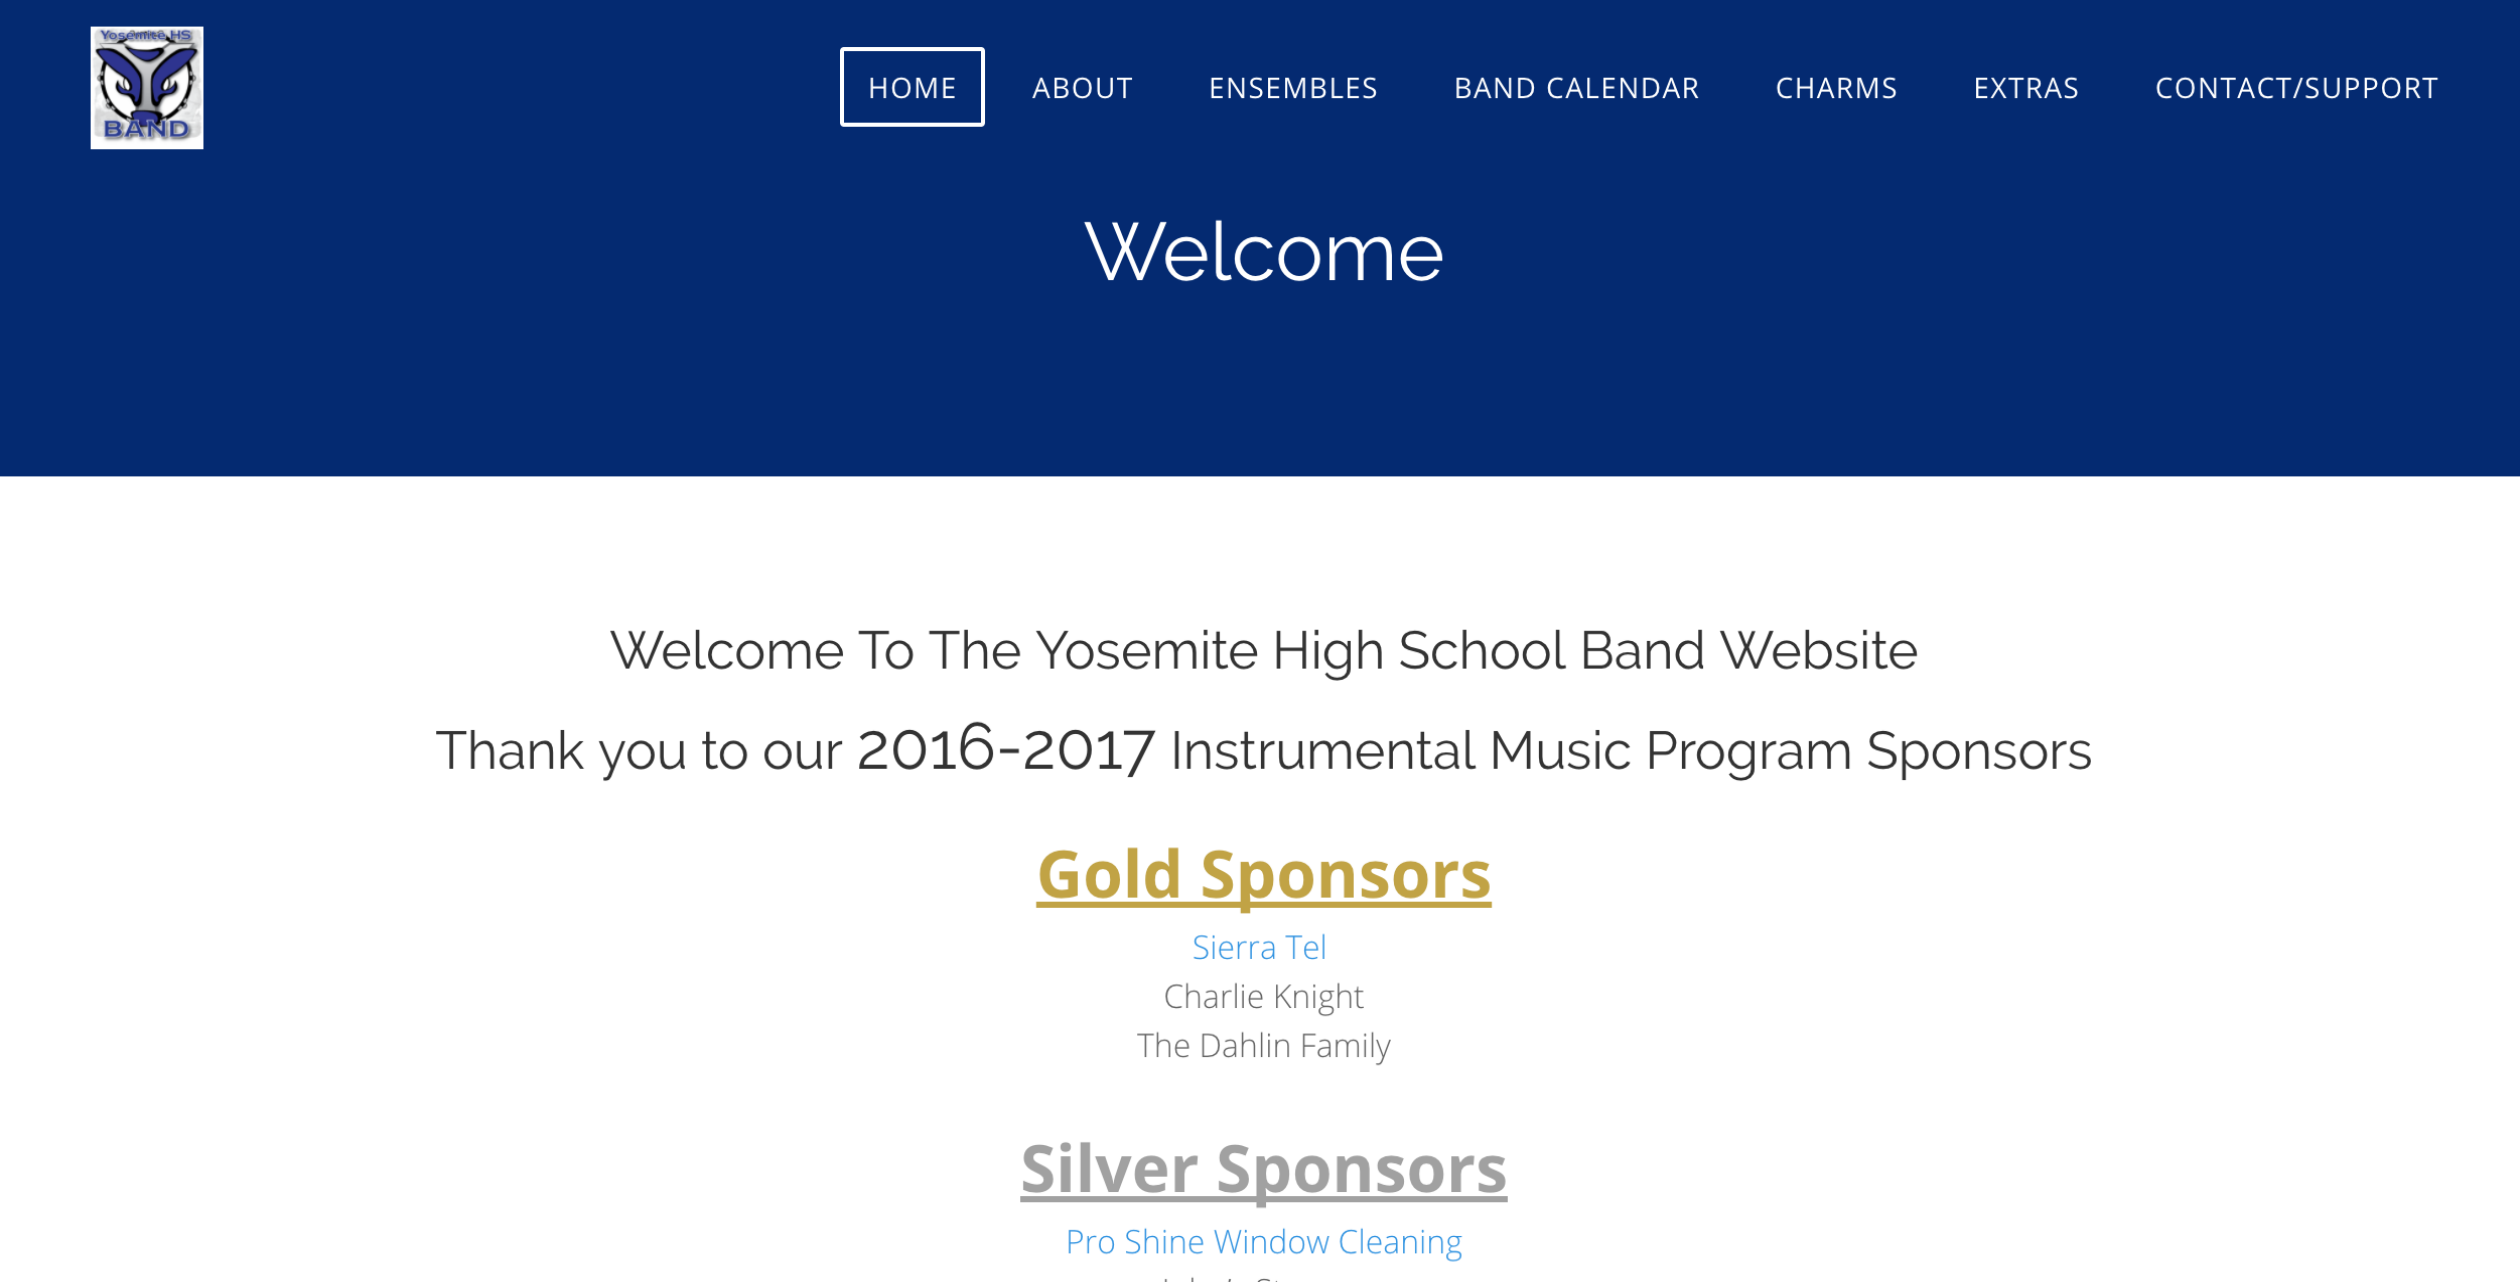 Yosemite HS
BAND
HOME
ABOUT
ENSEMBLES
BAND CALENDAR
CHARMS
EXTRAS
CONTACT/SUPPORT
Welcome
Welcome To The Yosemite High School Band Website
Thank you to our 2016-2017 Instrumental Music Program Sponsors
Gold Sponsors
Sierra Tel
Charlie Knight
The Dahlin Family
Silver Sponsors
Pro Shine Window Cleaning